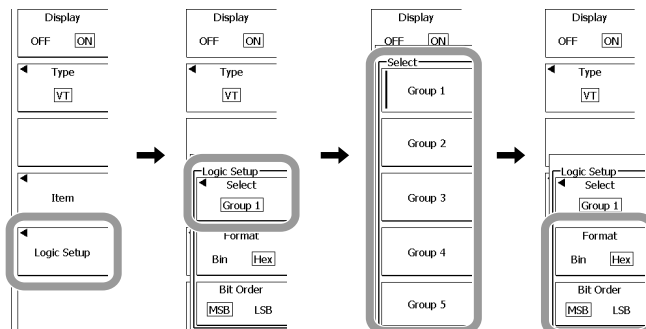 Display
OFF ON
Type
VT
Item
Logic Setup
Display
OFF ON
Type
VT
Logic Setup
Select
Group 1
Format
Bin Hex
Bit Order
MSB LSB
Display
OFF ON
Select
Group 1
Group 2
Group 3
Group 4
Group 5
Display
OFF ON
Type
VT
Logic Setup
Select
Group 1
Format
Bin Hex
Bit Order
MSB LSB